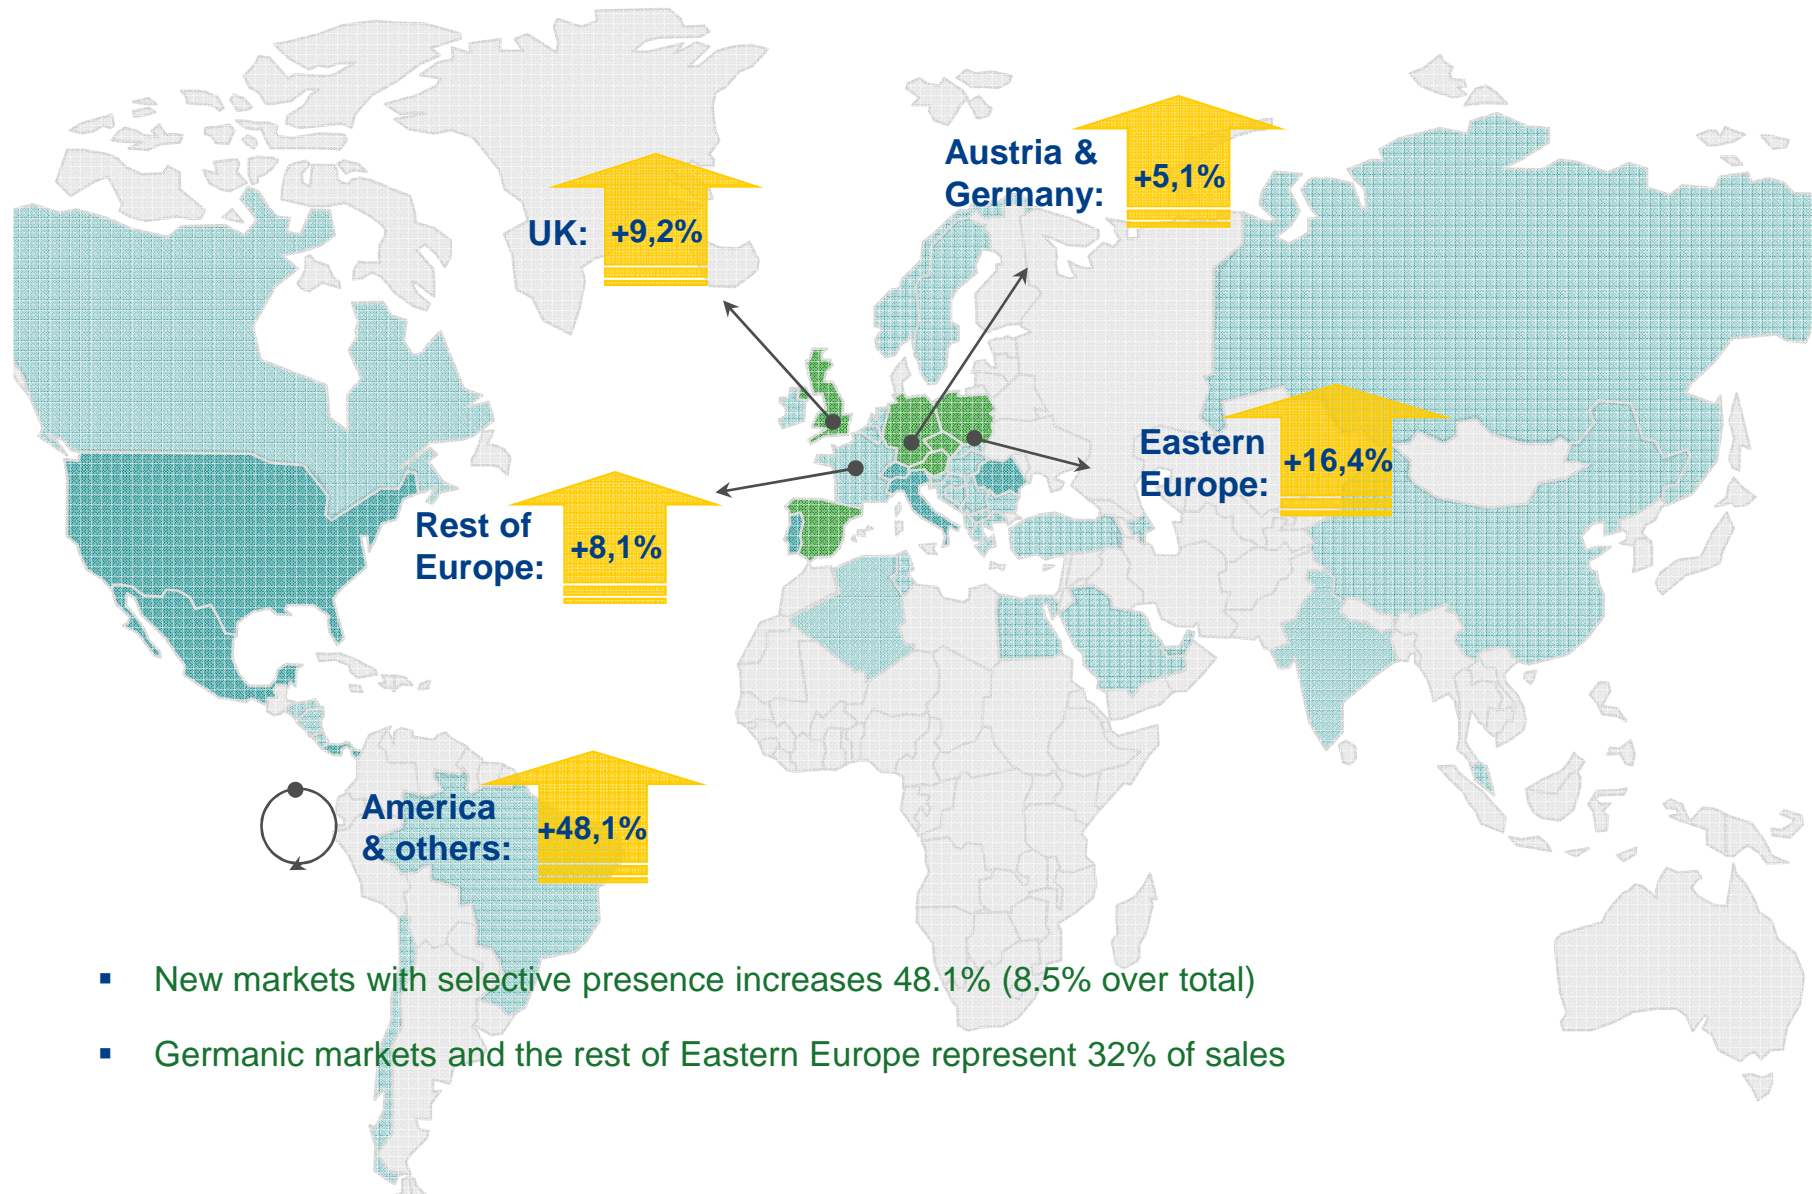 Austria &
Germany:
+5,1%
UK:
+9,2%
Eastern
Europe:
+16,4%
Rest of
Europe:
+8,1%
America
& others:
+48,1%
▪ New markets with selective presence increases 48.1% (8.5% over total)
▪ Germanic markets and the rest of Eastern Europe represent 32% of sales